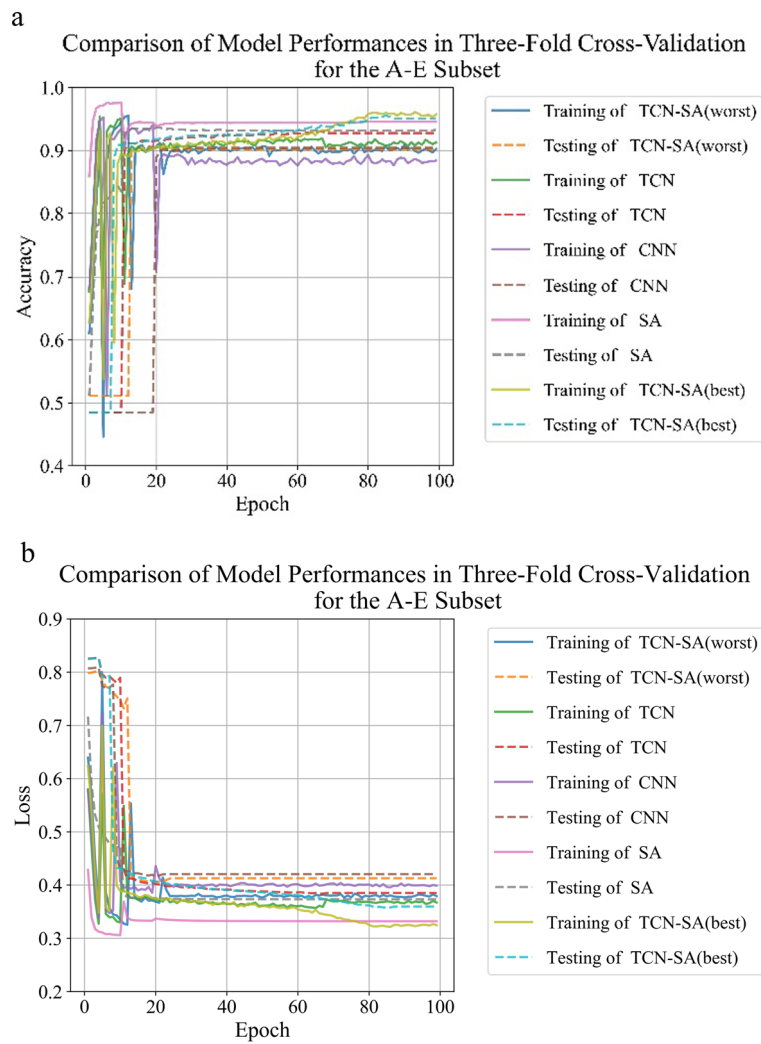 a
Comparison of Model Performances in Three-Fold Cross-Validation
for the A-E Subset
1.0
0.9
0.8
0.7
0.6
0.5
0.4
Accuracy
0
20
40
60
80
100
Epoch
Training of TCN-SA(worst)
Testing of TCN-SA(worst)
Training of TCN
Testing of TCN
Training of CNN
Testing of CNN
Training of SA
Testing of SA
Training of TCN-SA(best)
Testing of TCN-SA(best)
b
Comparison of Model Performances in Three-Fold Cross-Validation
for the A-E Subset
0.9
0.8
0.7
0.6
0.5
0.4
0.3
0.2
Loss
0
20
40
60
80
100
Epoch
Training of TCN-SA(worst)
Testing of TCN-SA(worst)
Training of TCN
Testing of TCN
Training of CNN
Testing of CNN
Training of SA
Testing of SA
Training of TCN-SA(best)
Testing of TCN-SA(best)